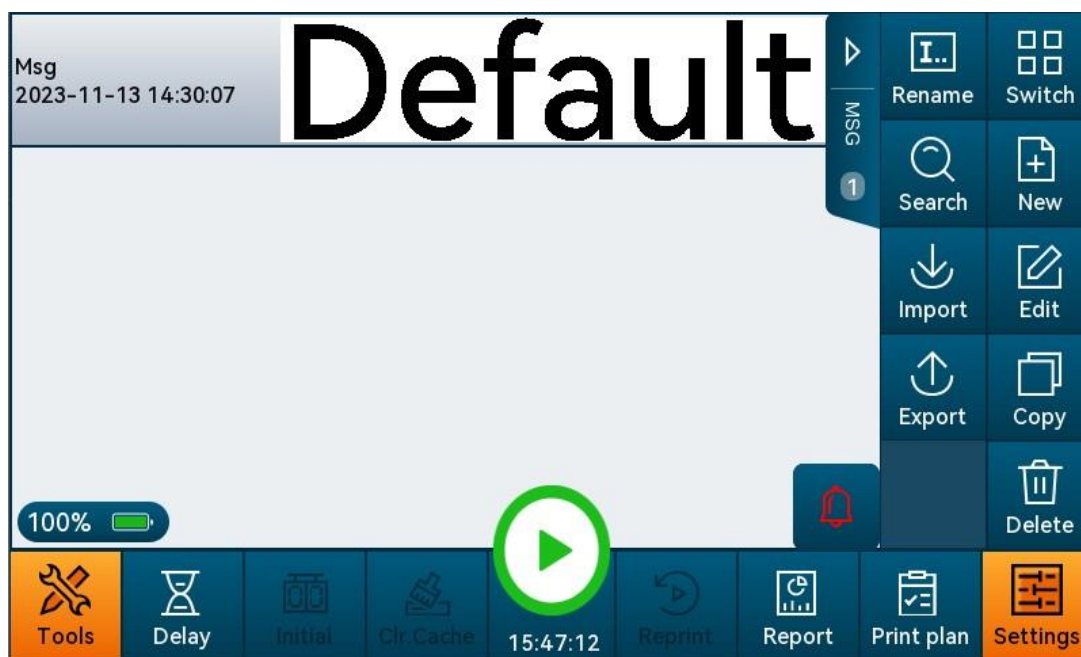 Msg
2023-11-13 14:30:07
Default
MSG
1
Rename
Switch
Search
New
Import
Edit
Export
Copy
Delete
100%
Tools
Delay
Initial
Clr.Cache
15:47:12
Reprint
Report
Print plan
Settings